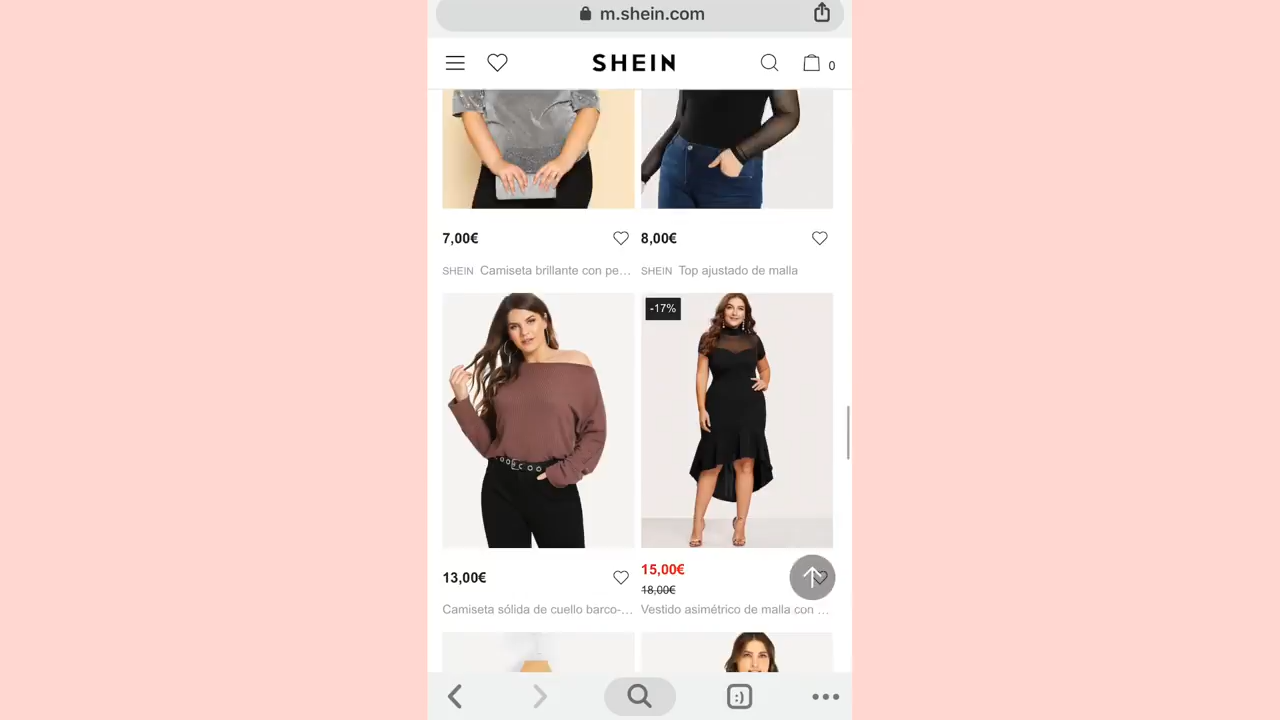 m.shein.com
SHEIN
0
7,00€
8,00€
SHEIN Camiseta brillante con pe…
SHEIN Top ajustado de malla
-17%
13,00€
15,00€
18,00€
Camiseta sólida de cuello barco-…
Vestido asimétrico de malla con …
:)